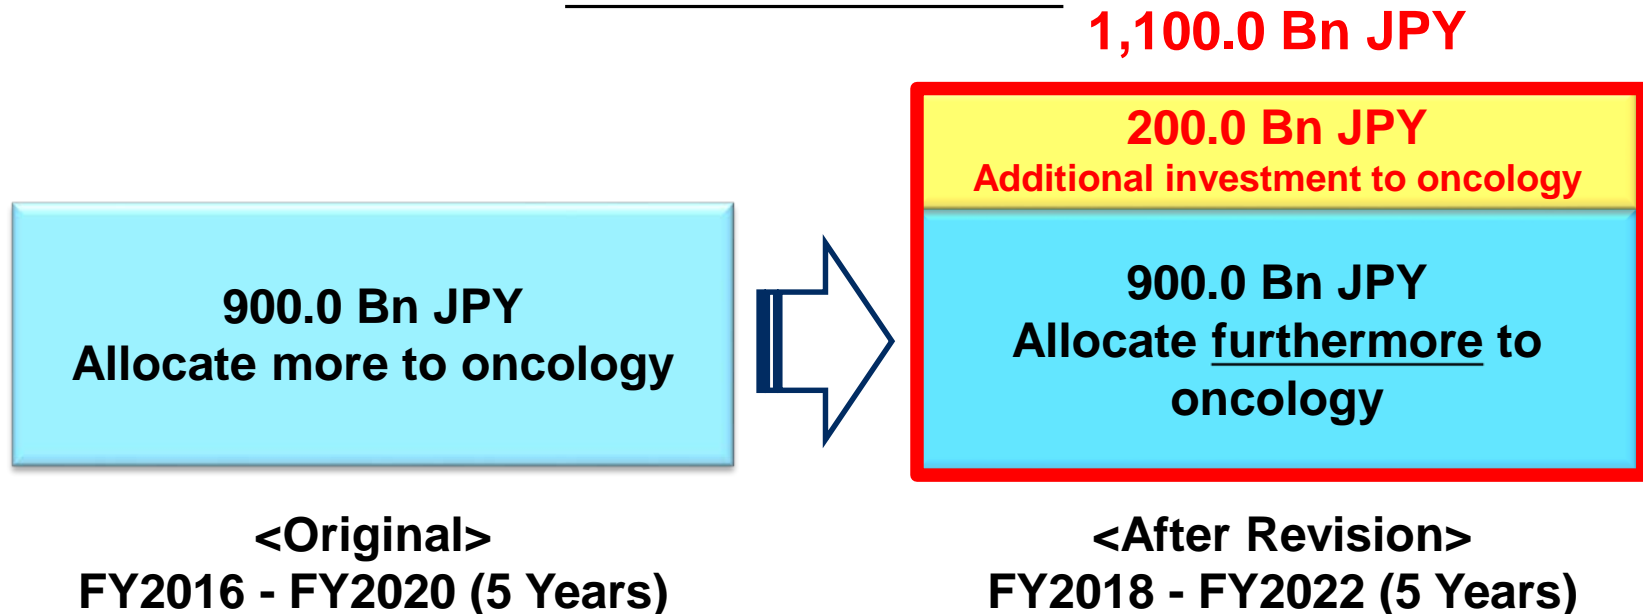 1,100.0 Bn JPY
200.0 Bn JPY
Additional investment to oncology
900.0 Bn JPY
Allocate more to oncology
900.0 Bn JPY
Allocate furthermore to
oncology
<Original>
FY2016 - FY2020 (5 Years)
<After Revision>
FY2018 - FY2022 (5 Years)